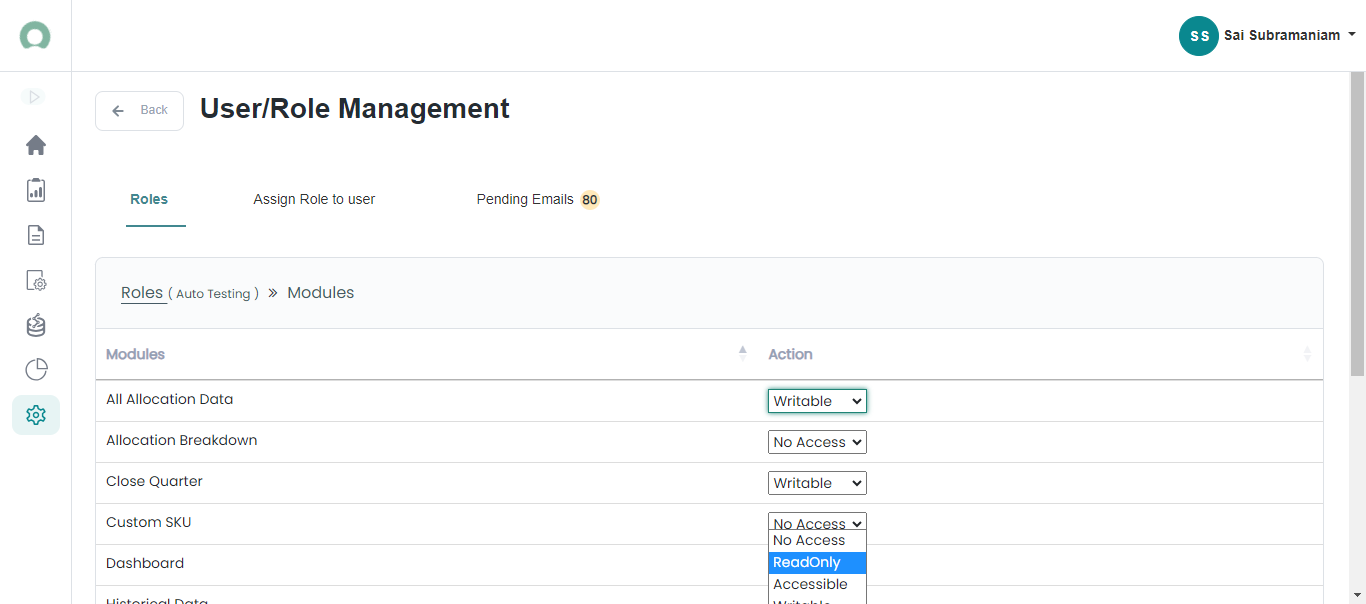 SS Sai Subramaniam
Back
User/Role Management
Roles Assign Role to user Pending Emails 80
Roles ( Auto Testing ) » Modules
Modules Action
All Allocation Data Writable
Allocation Breakdown No Access
Close Quarter Writable
Custom SKU No Access
No Access
ReadOnly
Dashboard
Accessible
Historical Data Writable